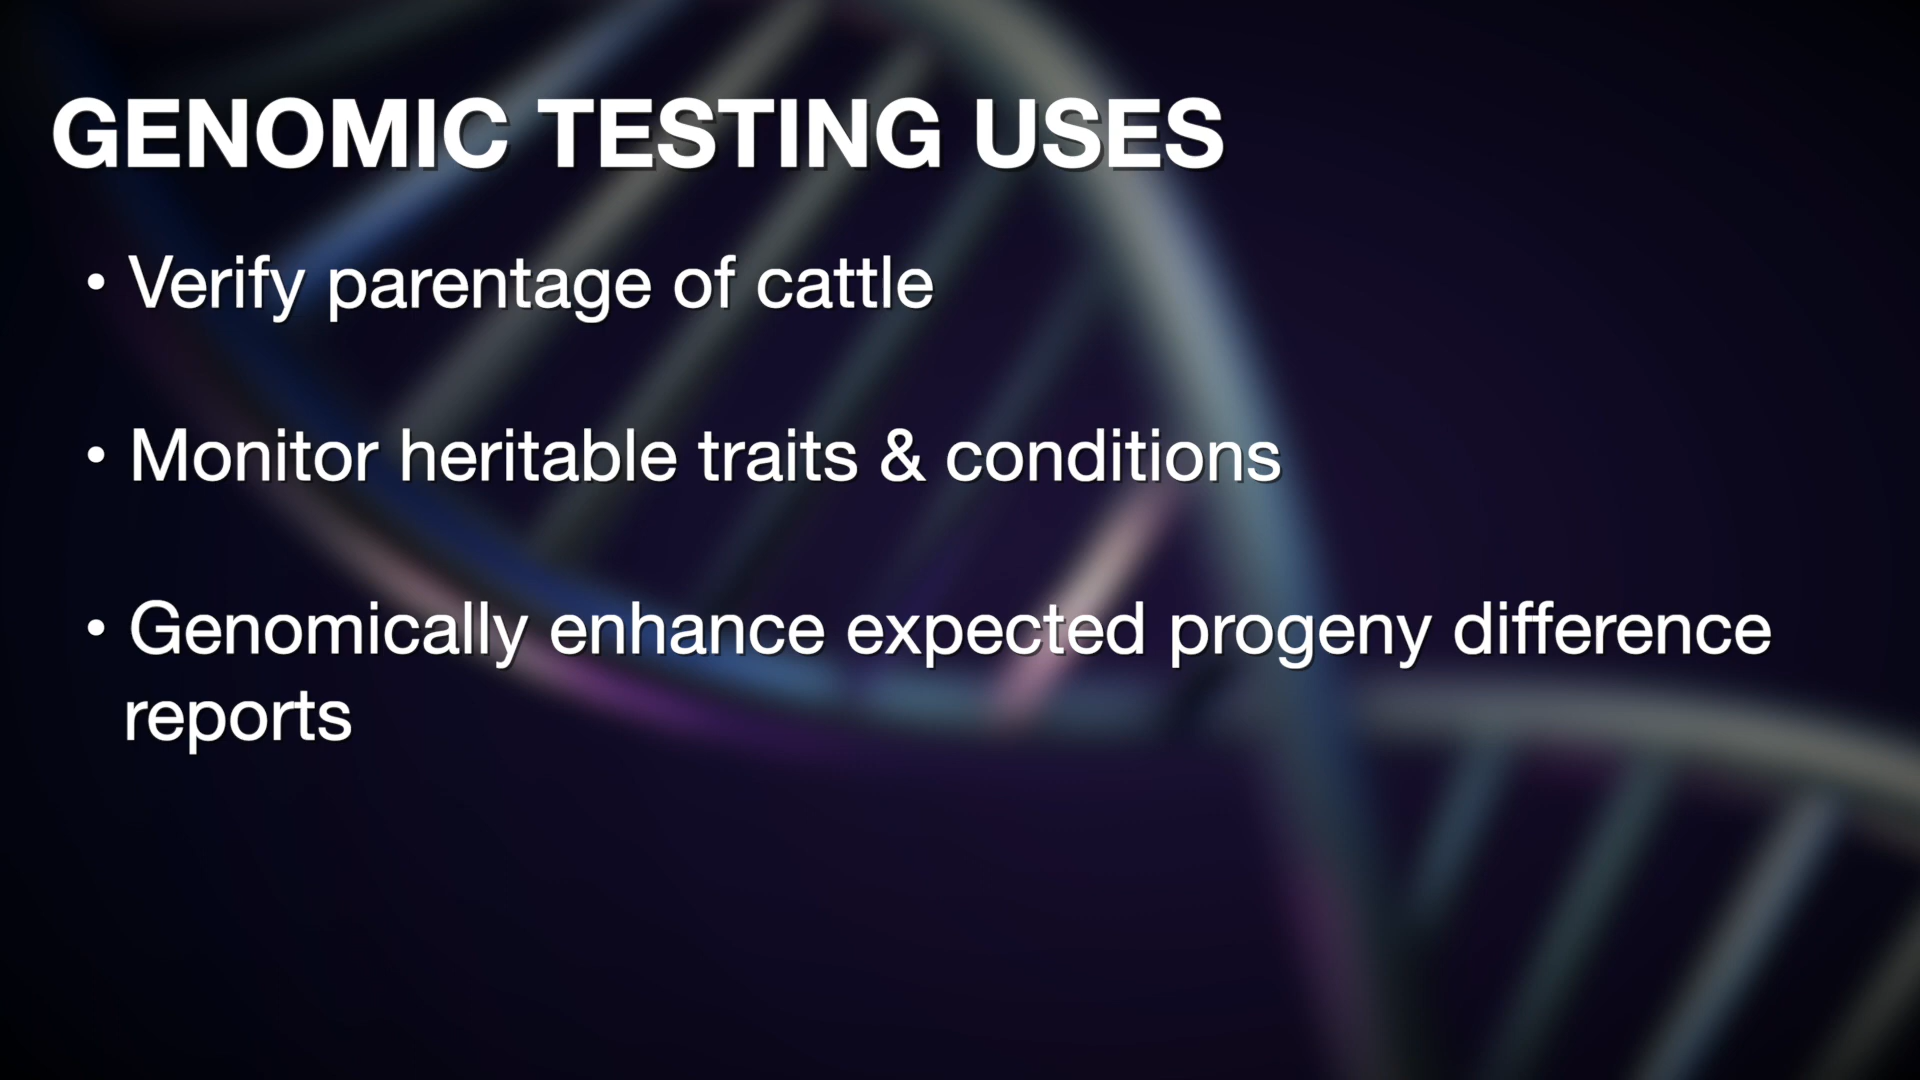 GENOMIC TESTING USES
• Verify parentage of cattle
• Monitor heritable traits & conditions
• Genomically enhance expected progeny difference
reports